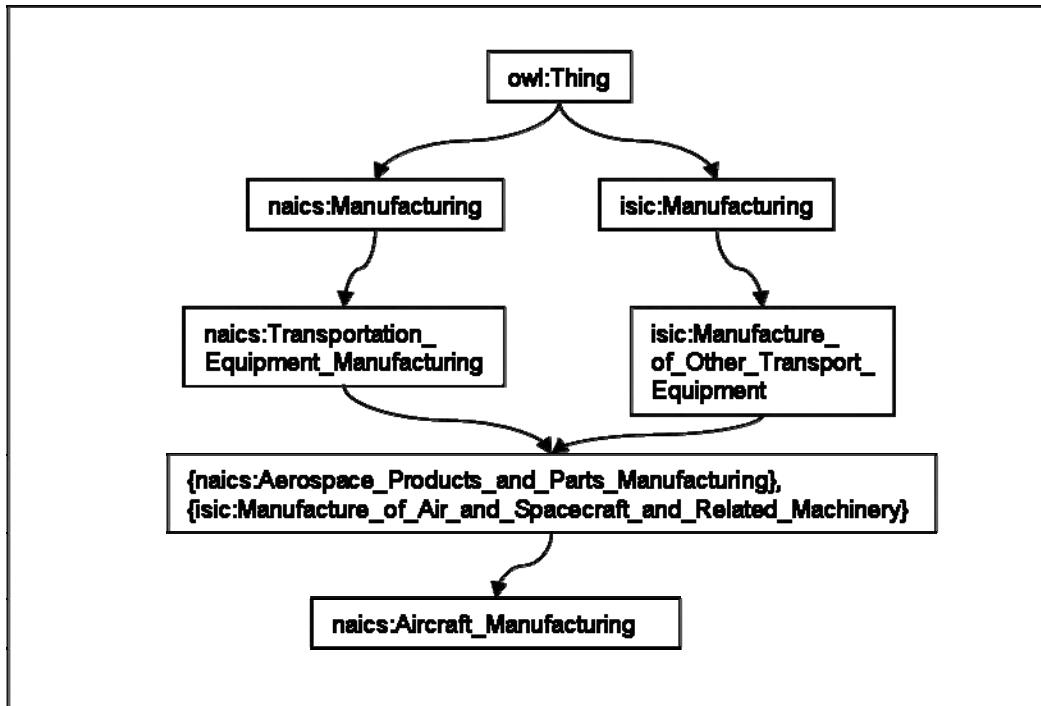 owl:Thing
naics:Manufacturing
isic:Manufacturing
naics:Transportation_
Equipment_Manufacturing
isic:Manufacture_
of_Other_Transport_
Equipment
{naics:Aerospace_Products_and_Parts_Manufacturing},
{isic:Manufacture_of_Air_and_Spacecraft_and_Related_Machinery}
naics:Aircraft_Manufacturing